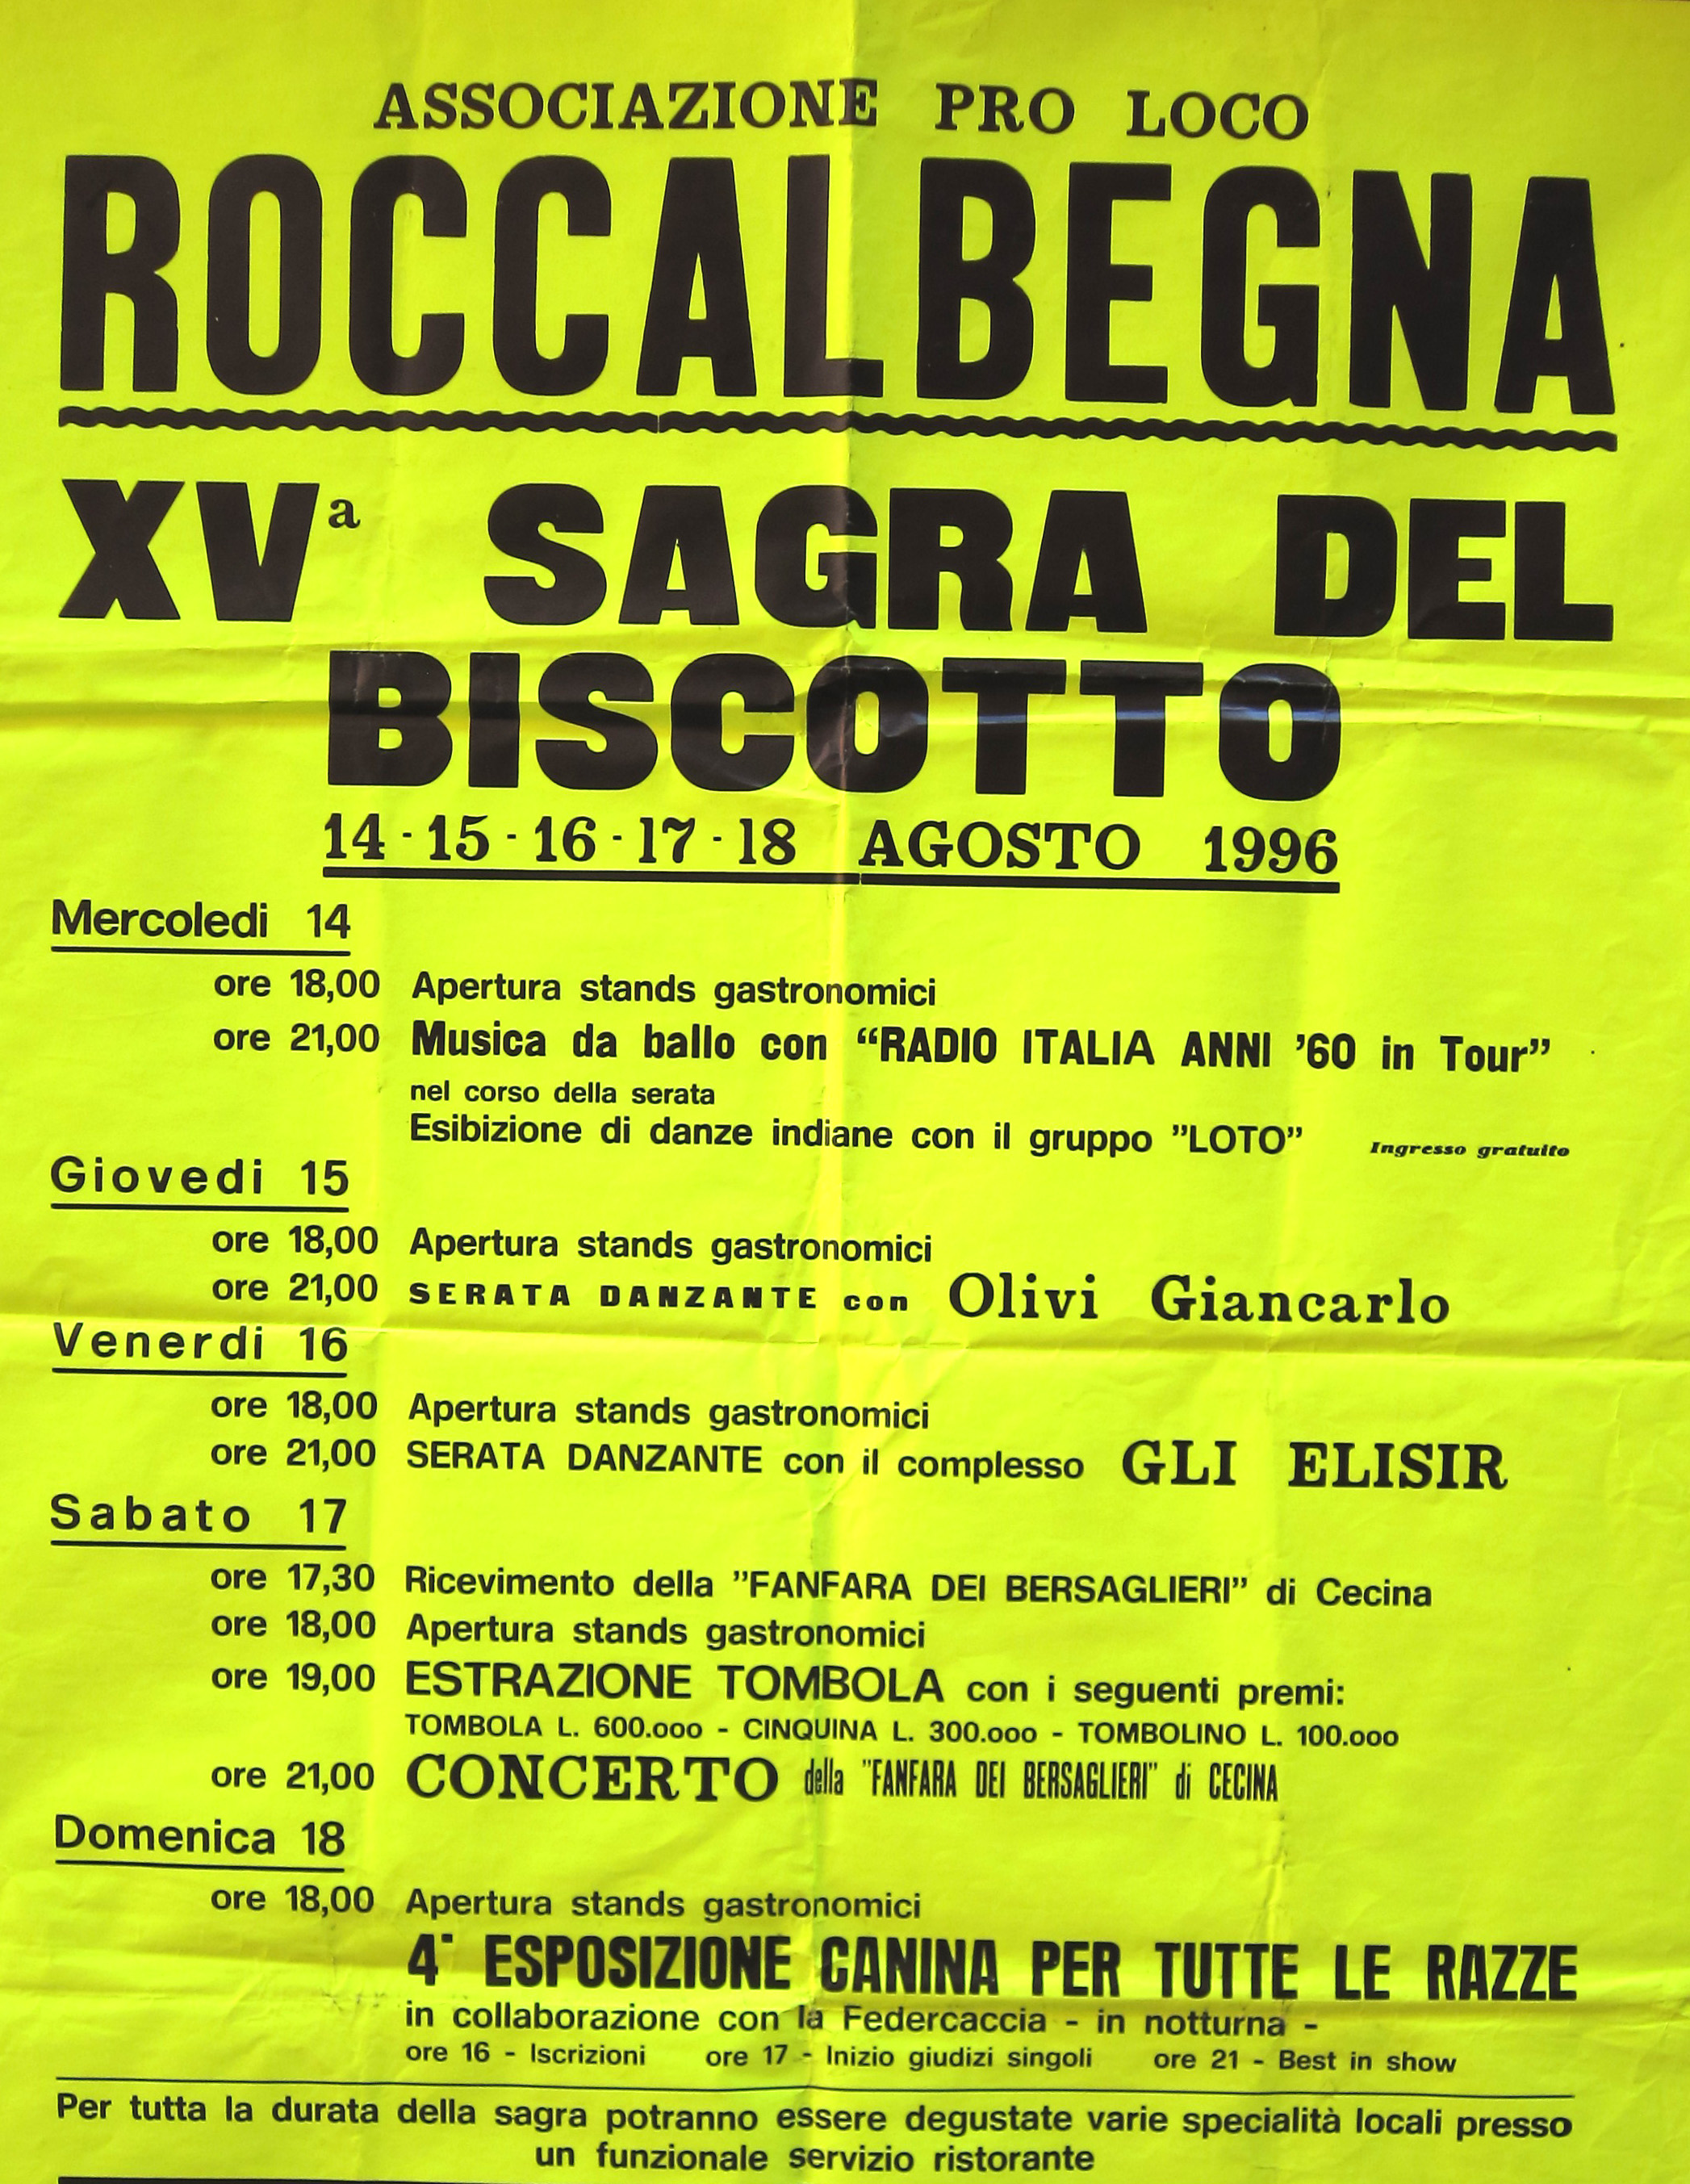 ASSOCIAZIONE PRO LOCO
ROCCALBEGNA
XVª SAGRA DEL
BISCOTTO
14 - 15 - 16 - 17 - 18 AGOSTO 1996
Mercoledi 14
ore 18,00 Apertura stands gastronomici
ore 21,00 Musica da ballo con “RADIO ITALIA ANNI ’60 in Tour”
nel corso della serata
Esibizione di danze indiane con il gruppo ”LOTO” Ingresso gratuito
Giovedi 15
ore 18,00 Apertura stands gastronomici
ore 21,00 SERATA DANZANTE con Olivi Giancarlo
Venerdi 16
ore 18,00 Apertura stands gastronomici
ore 21,00 SERATA DANZANTE con il complesso GLI ELISIR
Sabato 17
ore 17,30 Ricevimento della ”FANFARA DEI BERSAGLIERI” di Cecina
ore 18,00 Apertura stands gastronomici
ore 19,00 ESTRAZIONE TOMBOLA con i seguenti premi:
TOMBOLA L. 600.ooo - CINQUINA L. 300.ooo - TOMBOLINO L. 100.ooo
ore 21,00 CONCERTO della ”FANFARA DEI BERSAGLIERI” di CECINA
Domenica 18
ore 18,00 Apertura stands gastronomici
4ˉ ESPOSIZIONE CANINA PER TUTTE LE RAZZE
in collaborazione con la Federcaccia - in notturna -
ore 16 - Iscrizioni ore 17 - Inizio giudizi singoli ore 21 - Best in show
Per tutta la durata della sagra potranno essere degustate varie specialità locali presso
un funzionale servizio ristorante